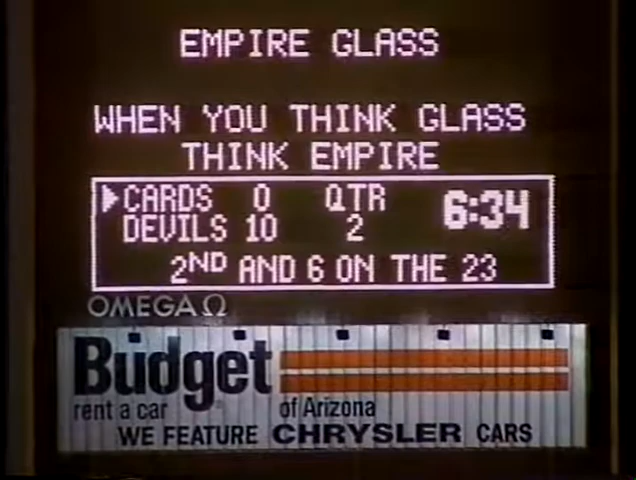 EMPIRE GLASS
WHEN YOU THINK GLASS
THINK EMPIRE
CARDS 0 QTR 6:34
DEVILS 10 2
2ND AND 6 ON THE 23
OMEGA Ω
Budget
rent a car of Arizona
WE FEATURE CHRYSLER CARS